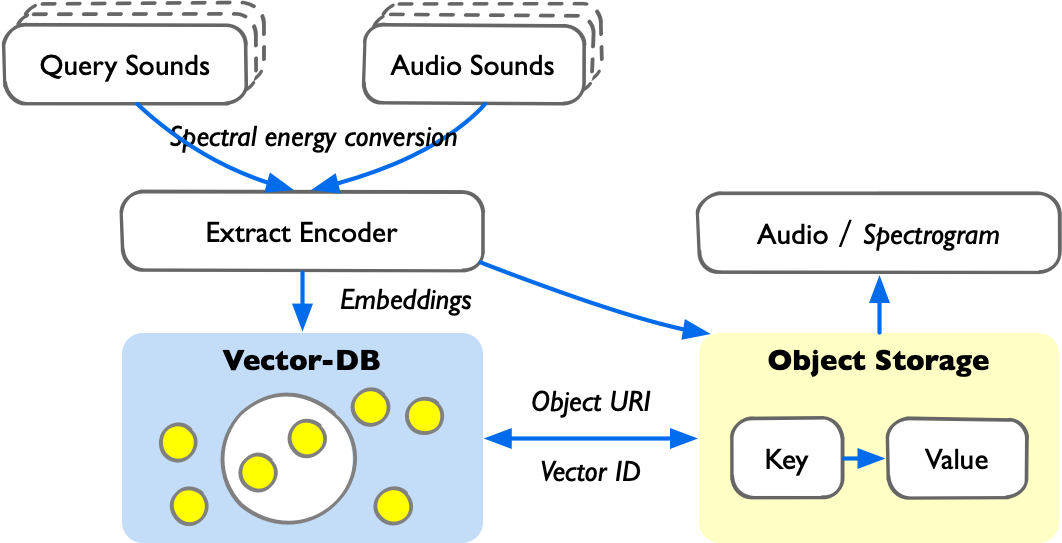 Query Sounds
Audio Sounds
Spectral energy conversion
Extract Encoder
Audio / Spectrogram
Embeddings
Vector-DB
Object Storage
Object URI
Vector ID
Key
Value